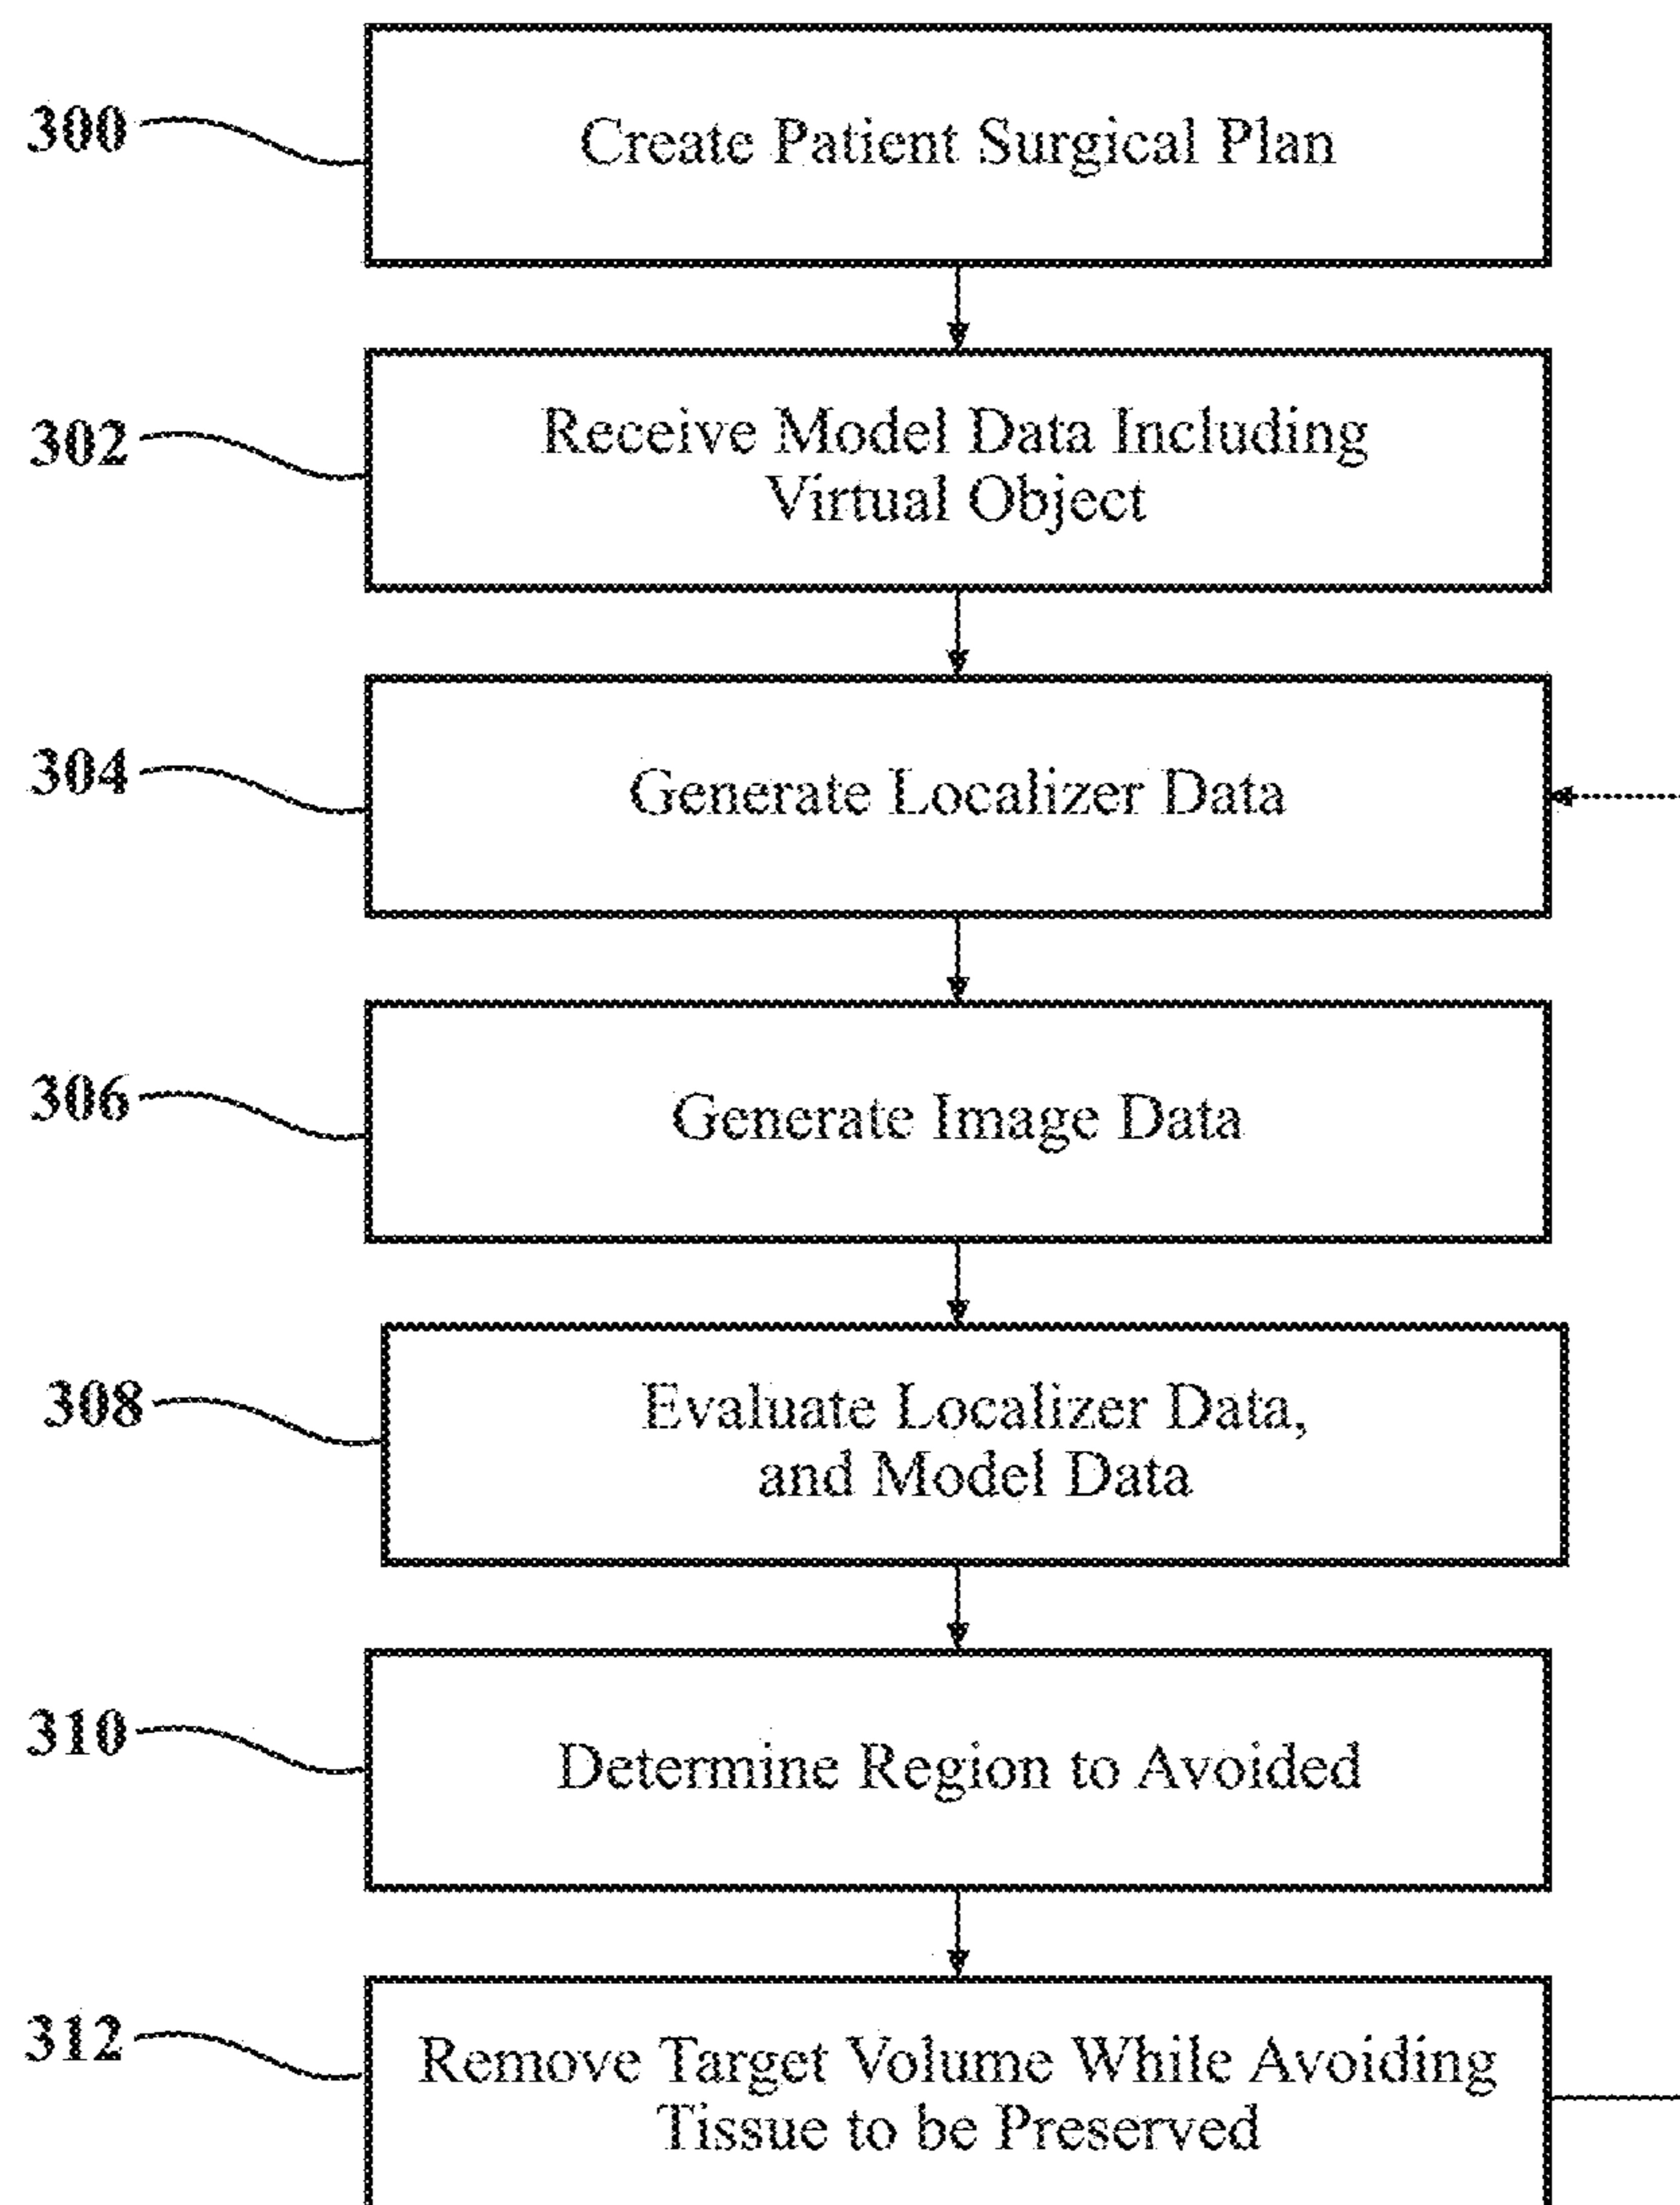 300
Create Patient Surgical Plan
302
Receive Model Data Including
Virtual Object
304
Generate Localizer Data
306
Generate Image Data
308
Evaluate Localizer Data,
and Model Data
310
Determine Region to Avoided
312
Remove Target Volume While Avoiding
Tissue to be Preserved